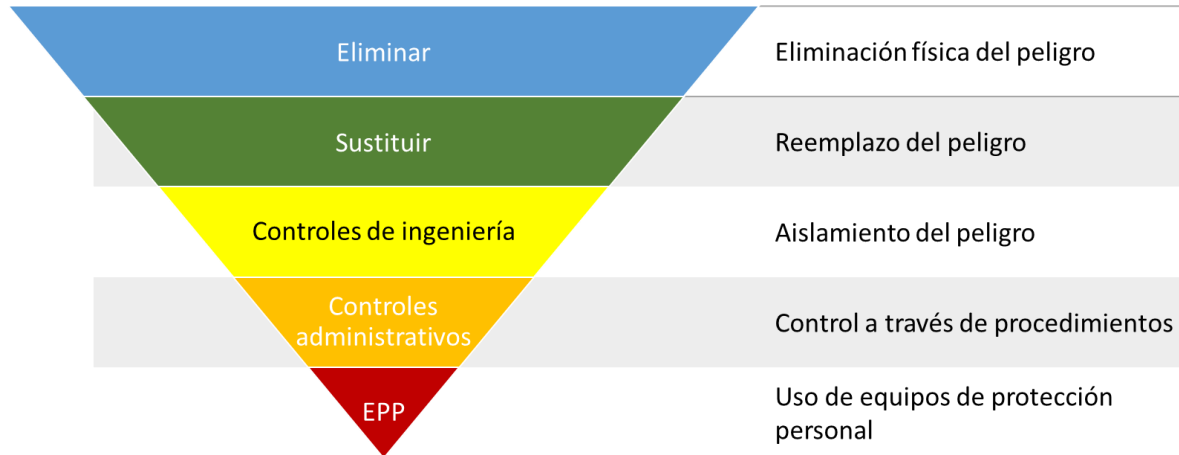 Eliminar
Eliminación física del peligro
Sustituir
Reemplazo del peligro
Controles de ingeniería
Aislamiento del peligro
Controles
administrativos
Control a través de procedimientos
EPP
Uso de equipos de protección
personal